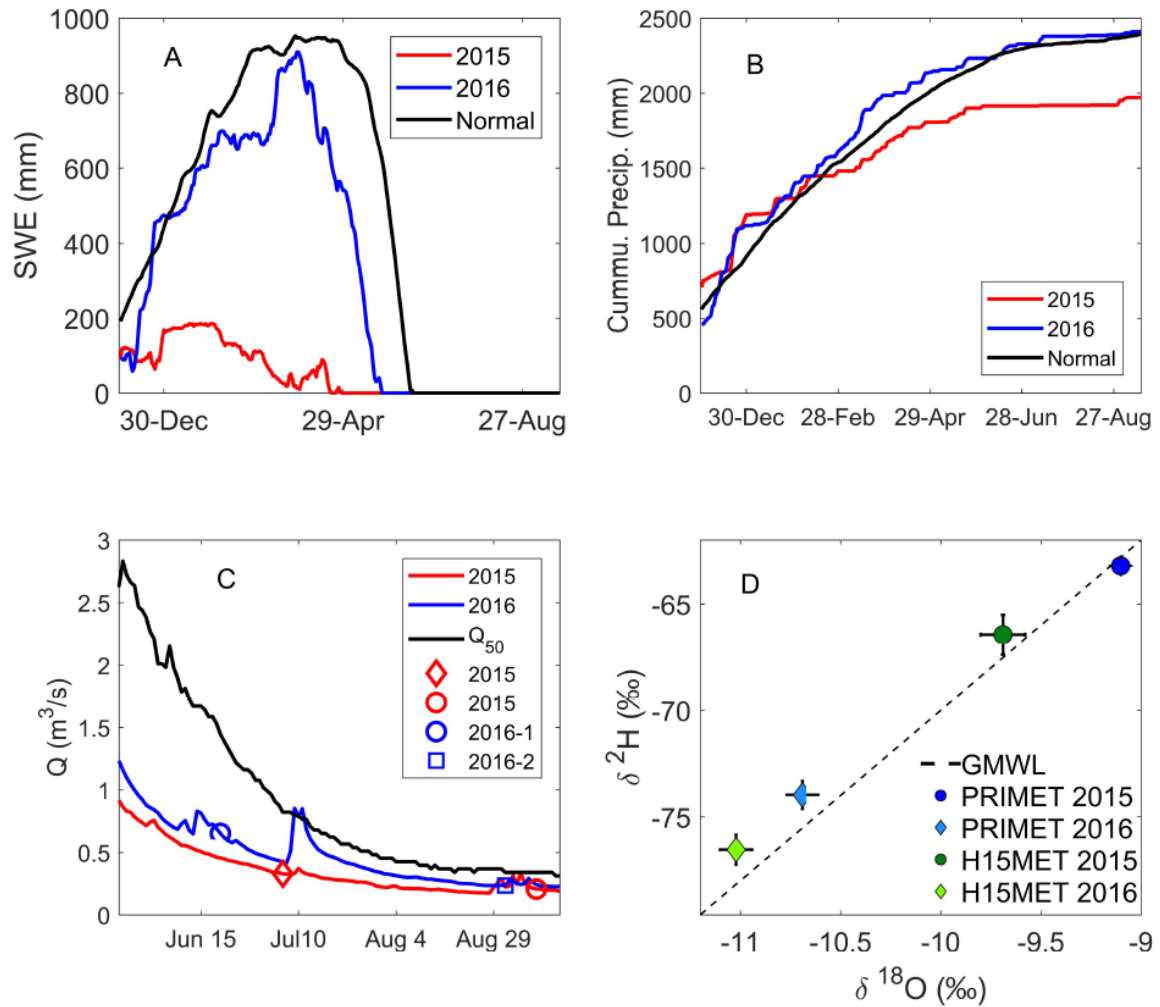 A
2015
2016
Normal
SWE (mm)
1000
800
600
400
200
0
30-Dec 29-Apr 27-Aug
B
2015
2016
Normal
Cummu. Precip. (mm)
2500
2000
1500
1000
500
0
30-Dec 28-Feb 29-Apr 28-Jun 27-Aug
C
2015
2016
Q50
2015
2015
2016-1
2016-2
Q (m³/s)
3
2.5
2
1.5
1
0.5
0
Jun 15 Jul10 Aug 4 Aug 29
D
GMWL
PRIMET 2015
PRIMET 2016
H15MET 2015
H15MET 2016
δ ²H (‰)
-65
-70
-75
-11 -10.5 -10 -9.5 -9
δ ¹⁸O (‰)